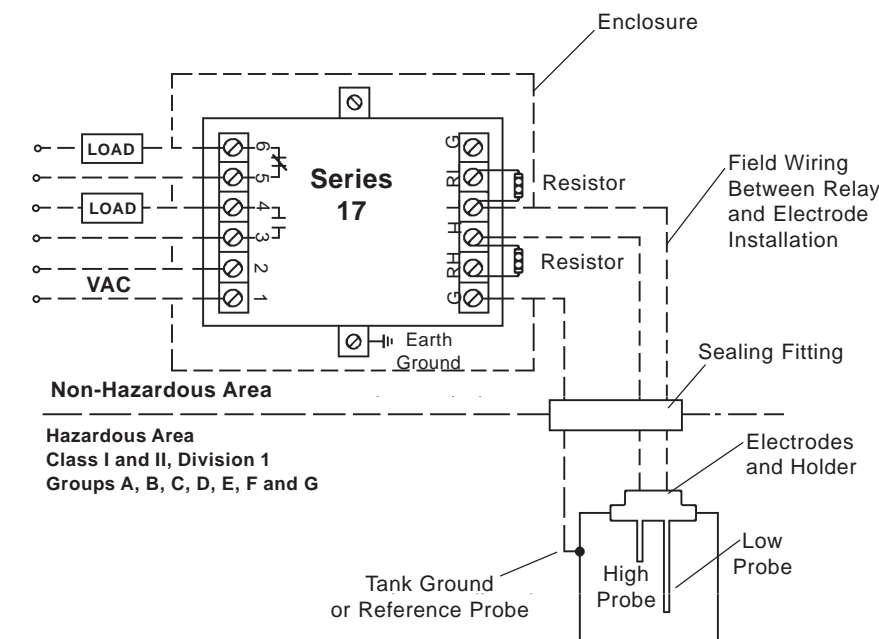 Enclosure
LOAD
LOAD
VAC
6
5
4
3
2
1
Series
17
G
RL
L
H
RH
G
Resistor
Resistor
Field Wiring
Between Relay
and Electrode
Installation
Earth
Ground
Sealing Fitting
Non-Hazardous Area
Hazardous Area
Class I and II, Division 1
Groups A, B, C, D, E, F and G
Electrodes
and Holder
Low
Probe
High
Probe
Tank Ground
or Reference Probe